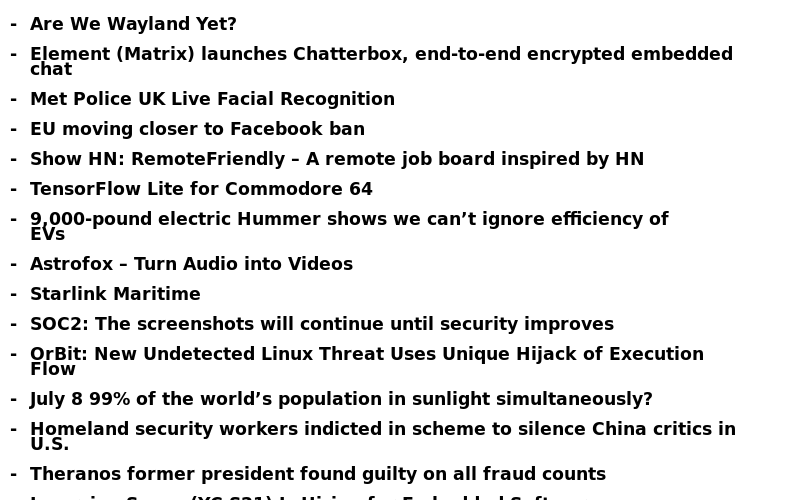 - Are We Wayland Yet?
- Element (Matrix) launches Chatterbox, end-to-end encrypted embedded
chat
- Met Police UK Live Facial Recognition
- EU moving closer to Facebook ban
- Show HN: RemoteFriendly – A remote job board inspired by HN
- TensorFlow Lite for Commodore 64
- 9,000-pound electric Hummer shows we can’t ignore efficiency of
EVs
- Astrofox – Turn Audio into Videos
- Starlink Maritime
- SOC2: The screenshots will continue until security improves
- OrBit: New Undetected Linux Threat Uses Unique Hijack of Execution
Flow
- July 8 99% of the world’s population in sunlight simultaneously?
- Homeland security workers indicted in scheme to silence China critics in
U.S.
- Theranos former president found guilty on all fraud counts